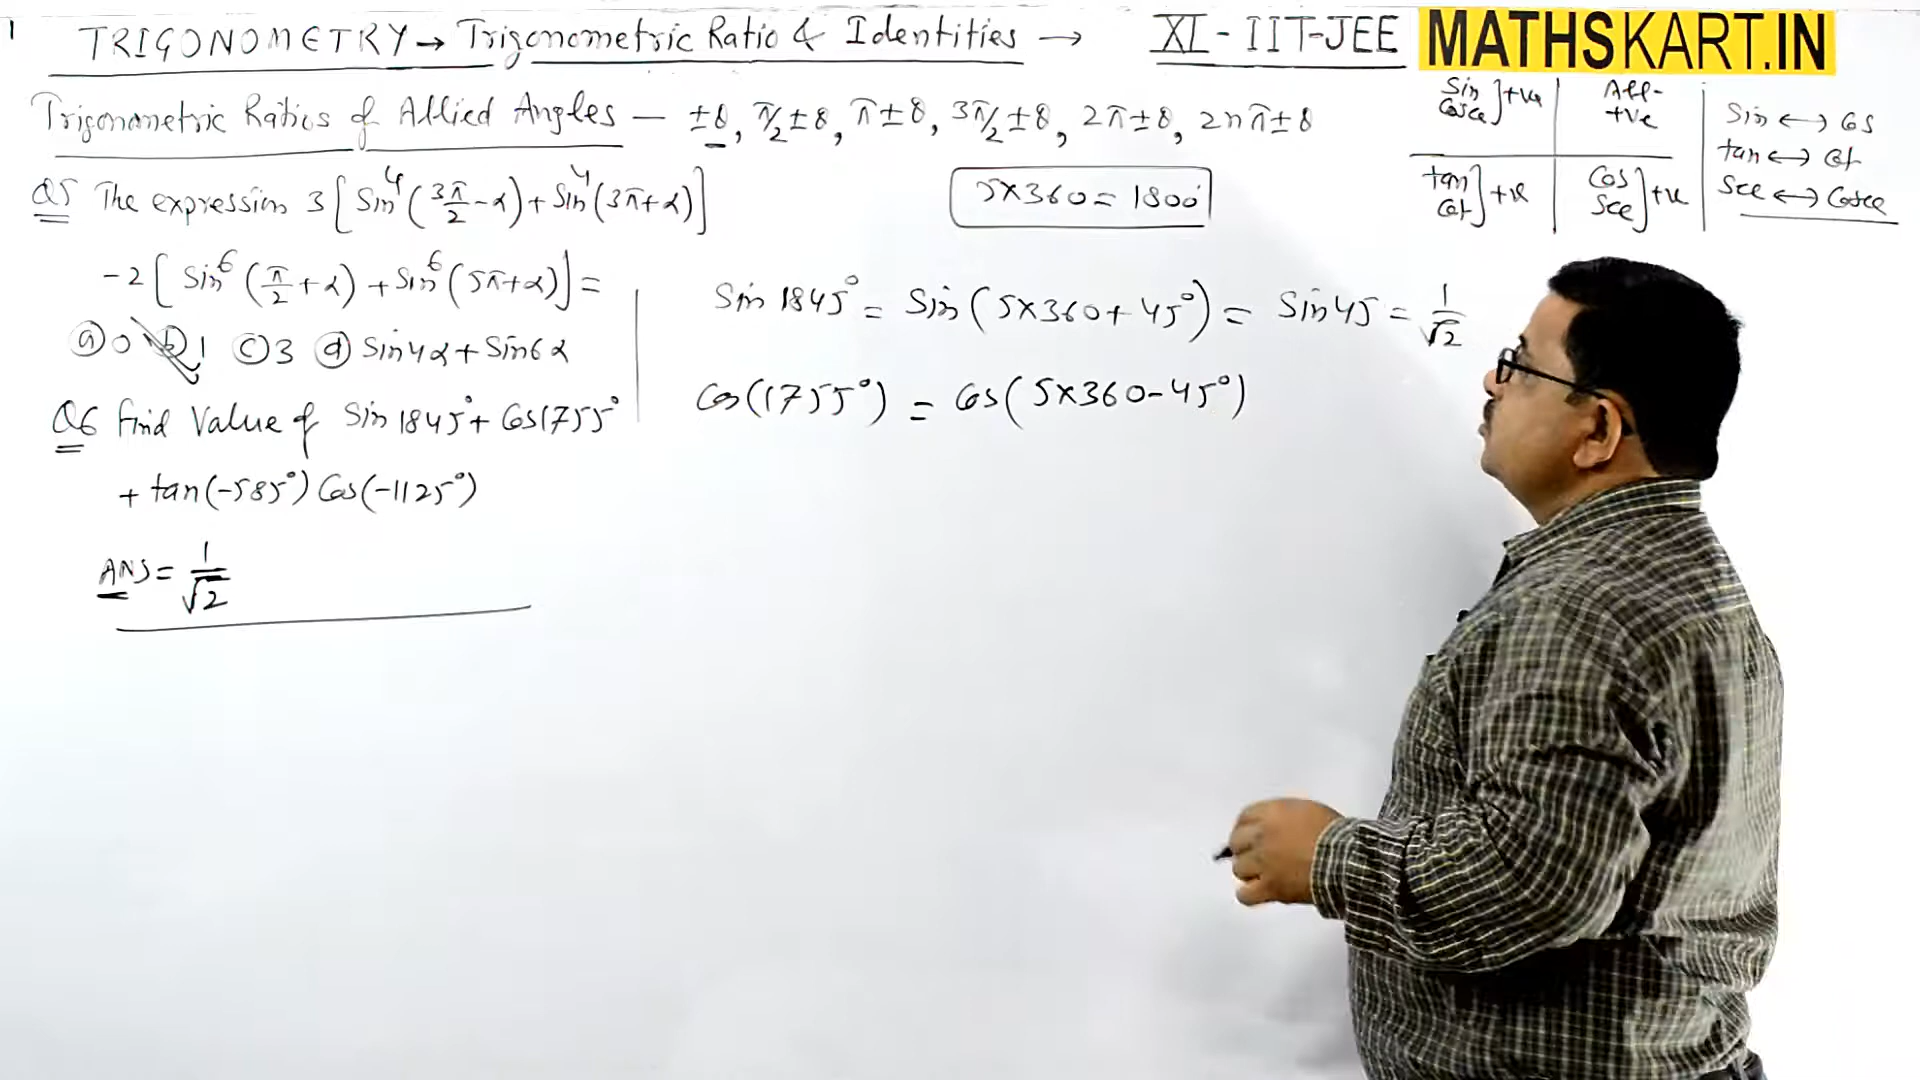 1
TRIGONOMETRY → Trigonometric Ratio & Identities → XI - IIT-JEE MATHSKART.IN
Trigonometric Ratios of Allied Angles — ±θ, π/2±θ, π±θ, 3π/2±θ, 2π±θ, 2nπ±θ
Sin Cosec] +ve
All +ve
tan Cot] +ve
Cos Sec] +ve
Sin ↔ Cos
tan ↔ Cot
Sec ↔ Cosec
Q5 The expression 3[Sin⁴(3π/2-α)+Sin⁴(3π+α)]
-2[Sin⁶(π/2+α)+Sin⁶(5π+α)]=
(a) 0 (b) 1 (c) 3 (d) Sin4α+Sin6α
Q6 Find Value of Sin1845°+Cos1755°
+ tan(-585°) Cos(-1125°)
ANS = 1/√2
5×360=1800
Sin 1845° = Sin(5×360+45°) = Sin45 = 1/√2
Cos(1755°) = Cos(5×360-45°)